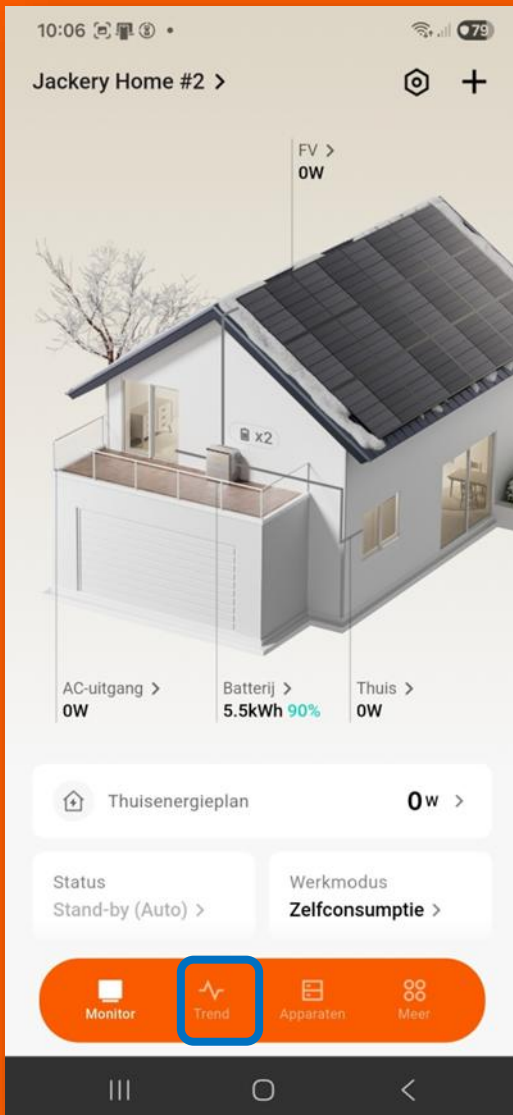 10:06
79
Jackery Home #2 >
FV >
0W
x2
AC-uitgang >
0W
Batterij >
5.5kWh 90%
Thuis >
0W
Thuisenergieplan
0 W >
Status
Stand-by (Auto) >
Werkmodus
Zelfconsumptie >
Monitor
Trend
Apparaten
Meer